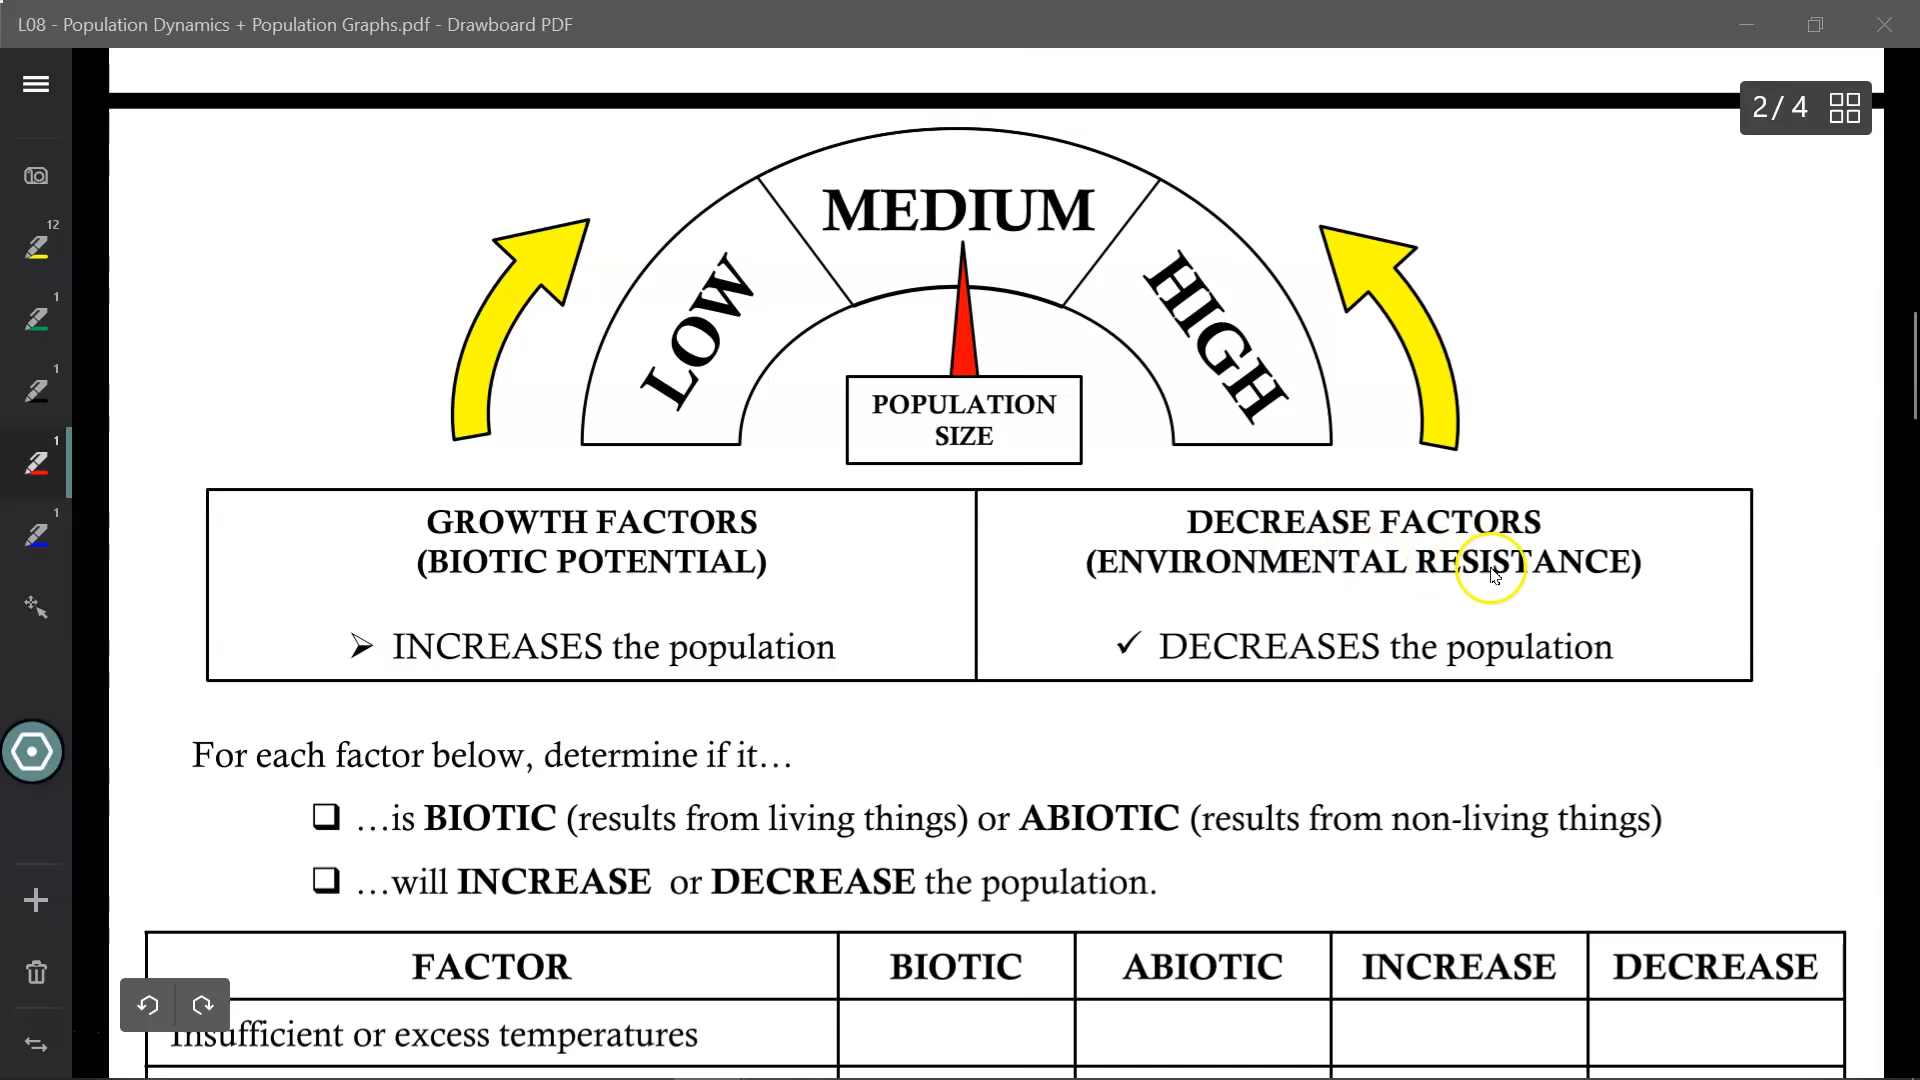 L08 - Population Dynamics + Population Graphs.pdf - Drawboard PDF
2 / 4
12
1
1
1
1
MEDIUM
LOW
HIGH
POPULATION
SIZE
GROWTH FACTORS
(BIOTIC POTENTIAL)
➢ INCREASES the population
DECREASE FACTORS
(ENVIRONMENTAL RESISTANCE)
✓ DECREASES the population
For each factor below, determine if it…
❑ …is BIOTIC (results from living things) or ABIOTIC (results from non-living things)
❑ …will INCREASE or DECREASE the population.
FACTOR BIOTIC ABIOTIC INCREASE DECREASE
Insufficient or excess temperatures